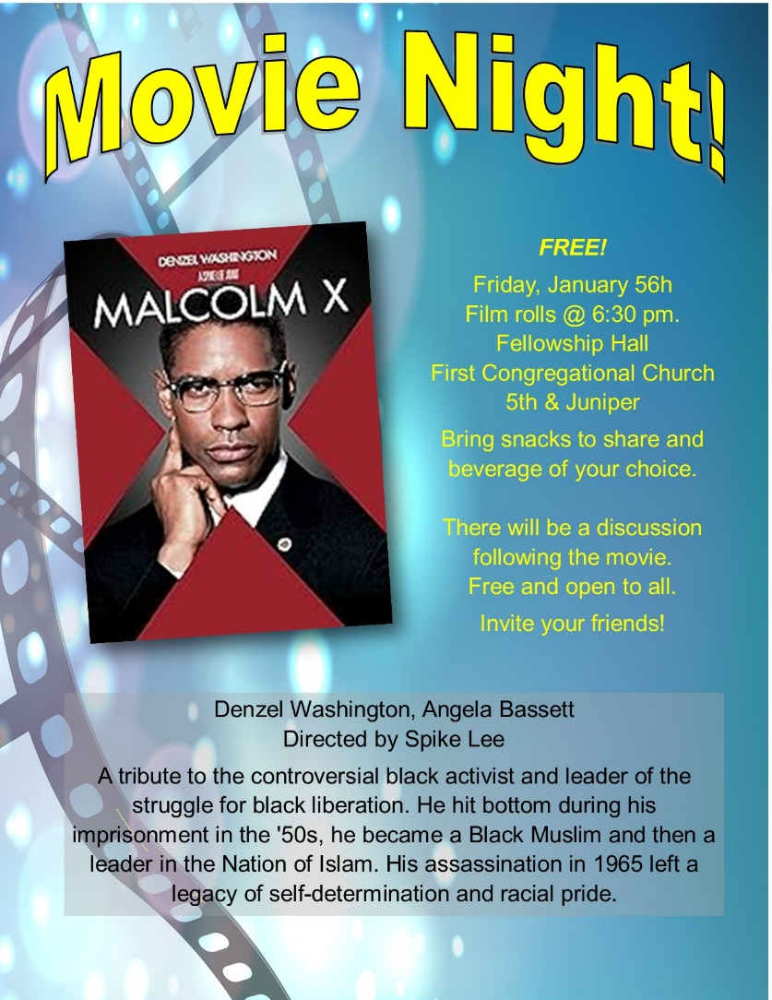 Movie Night!
DENZEL WASHINGTON
A SPIKE LEE JOINT
MALCOLM X
FREE!
Friday, January 56h
Film rolls @ 6:30 pm.
Fellowship Hall
First Congregational Church
5th & Juniper
Bring snacks to share and
beverage of your choice.
There will be a discussion
following the movie.
Free and open to all.
Invite your friends!
Denzel Washington, Angela Bassett
Directed by Spike Lee
A tribute to the controversial black activist and leader of the
struggle for black liberation. He hit bottom during his
imprisonment in the '50s, he became a Black Muslim and then a
leader in the Nation of Islam. His assassination in 1965 left a
legacy of self-determination and racial pride.